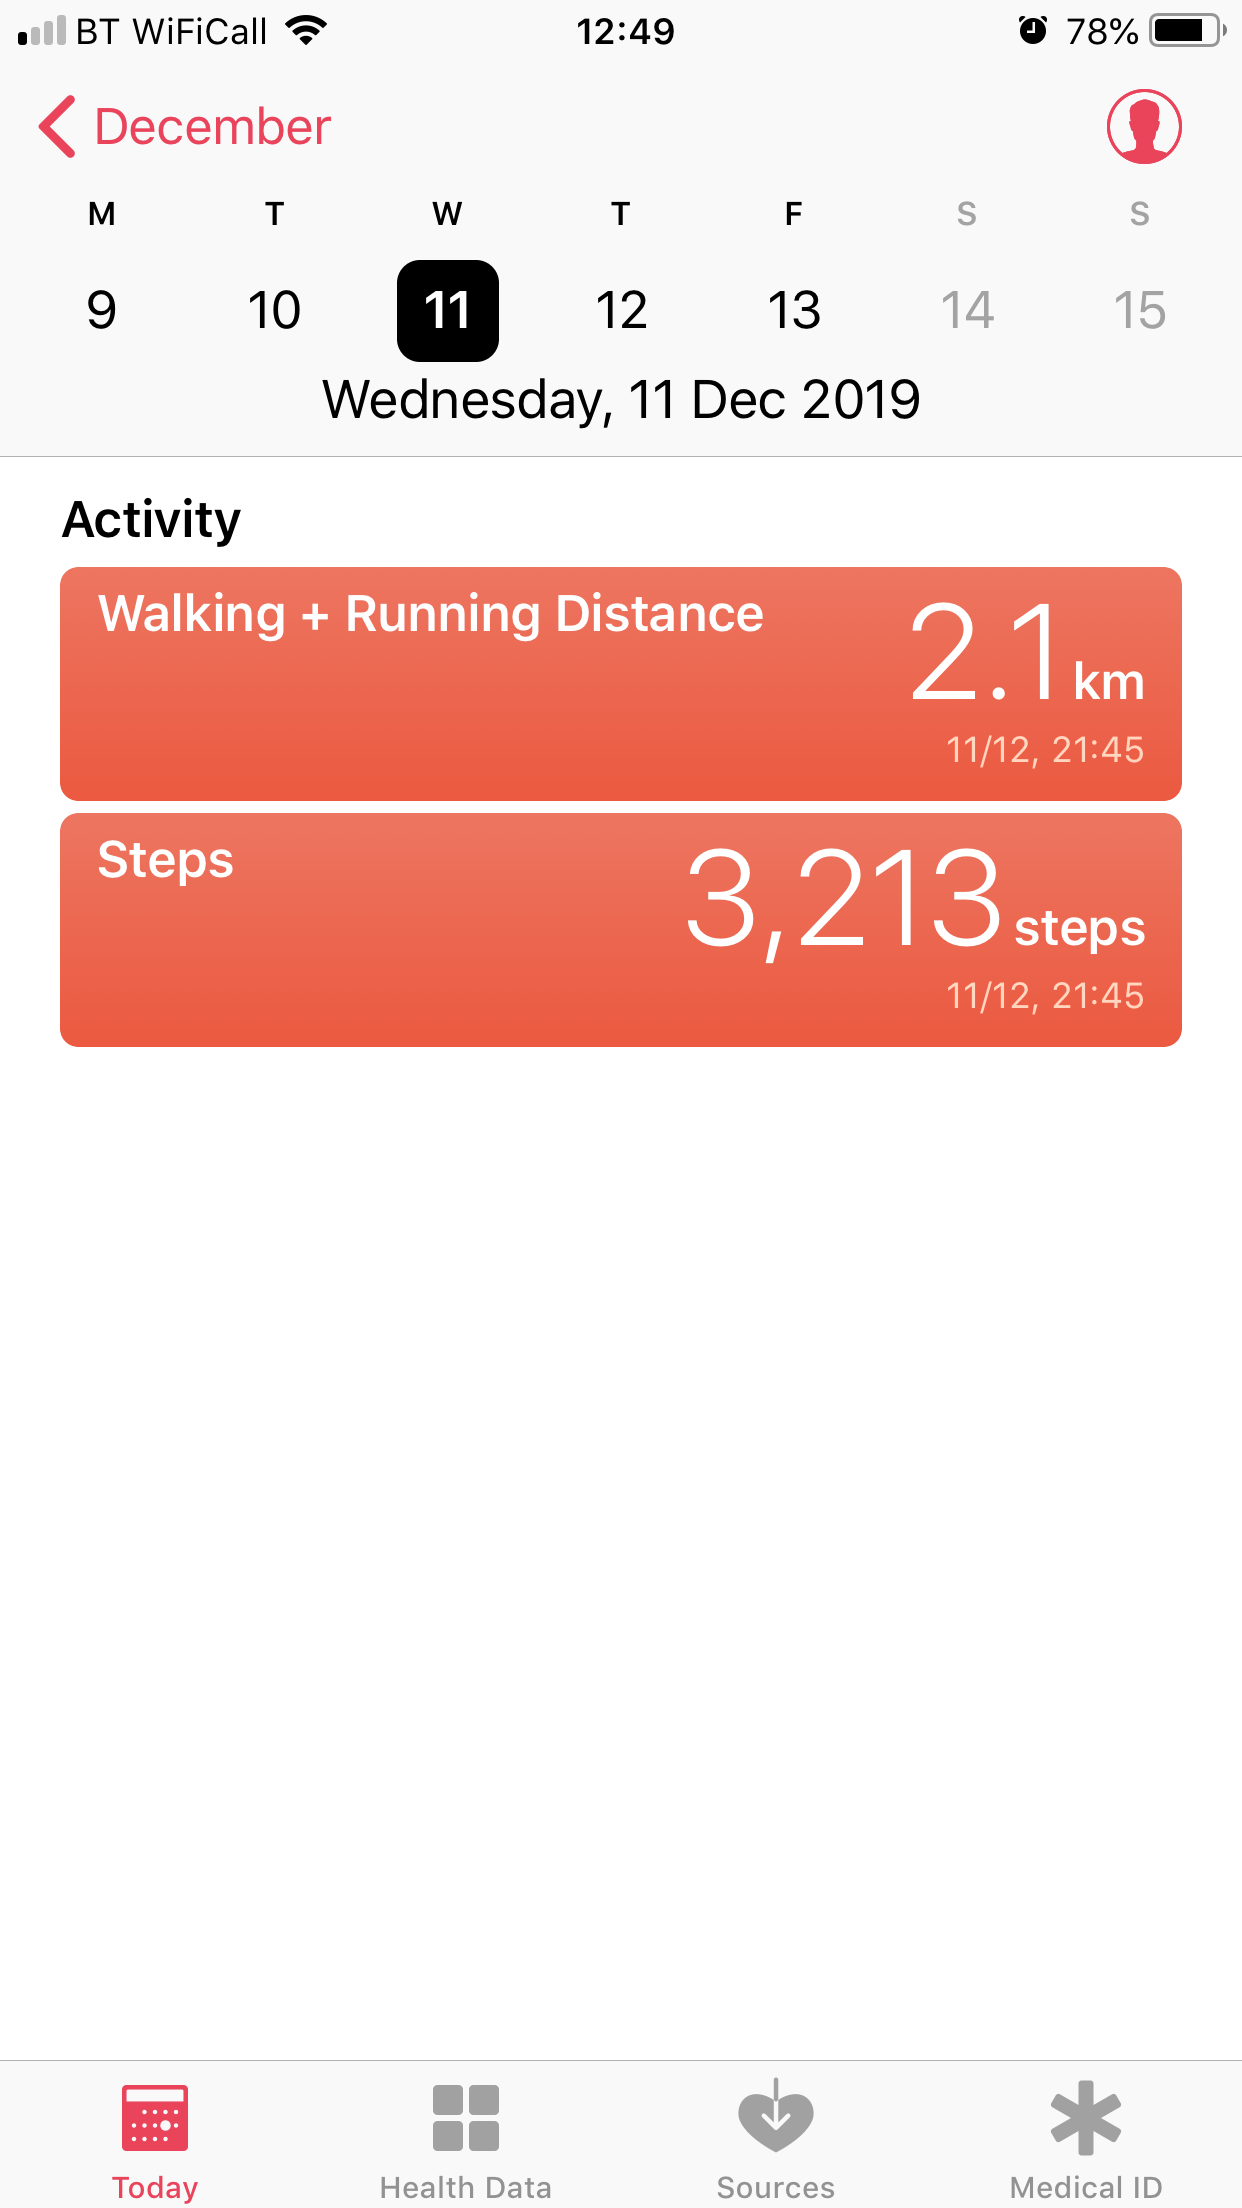 BT WiFiCall 12:49 78%
December
M T W T F S S
9 10 11 12 13 14 15
Wednesday, 11 Dec 2019
Activity
Walking + Running Distance
2.1 km
11/12, 21:45
Steps
3,213 steps
11/12, 21:45
Today Health Data Sources Medical ID